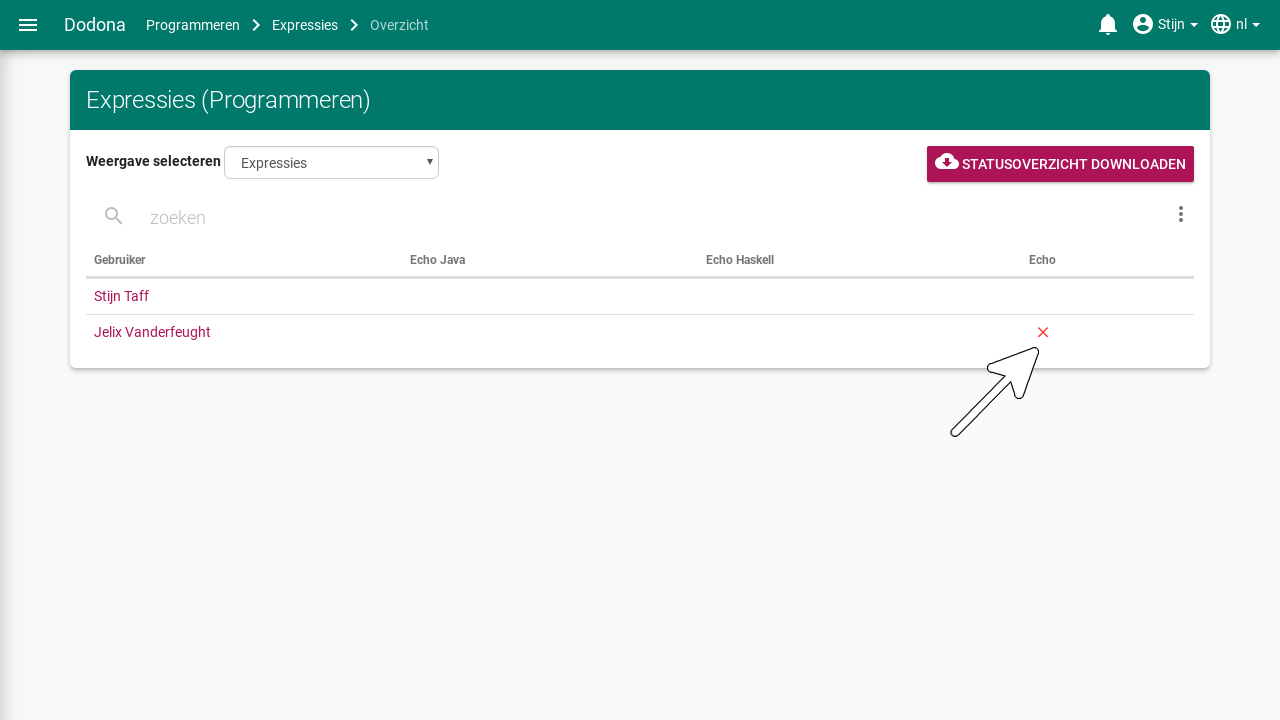 Dodona Programmeren Expressies Overzicht Stijn nl
Expressies (Programmeren)
Weergave selecteren Expressies STATUSOVERZICHT DOWNLOADEN
zoeken
Gebruiker Echo Java Echo Haskell Echo
Stijn Taff
Jelix Vanderfeught